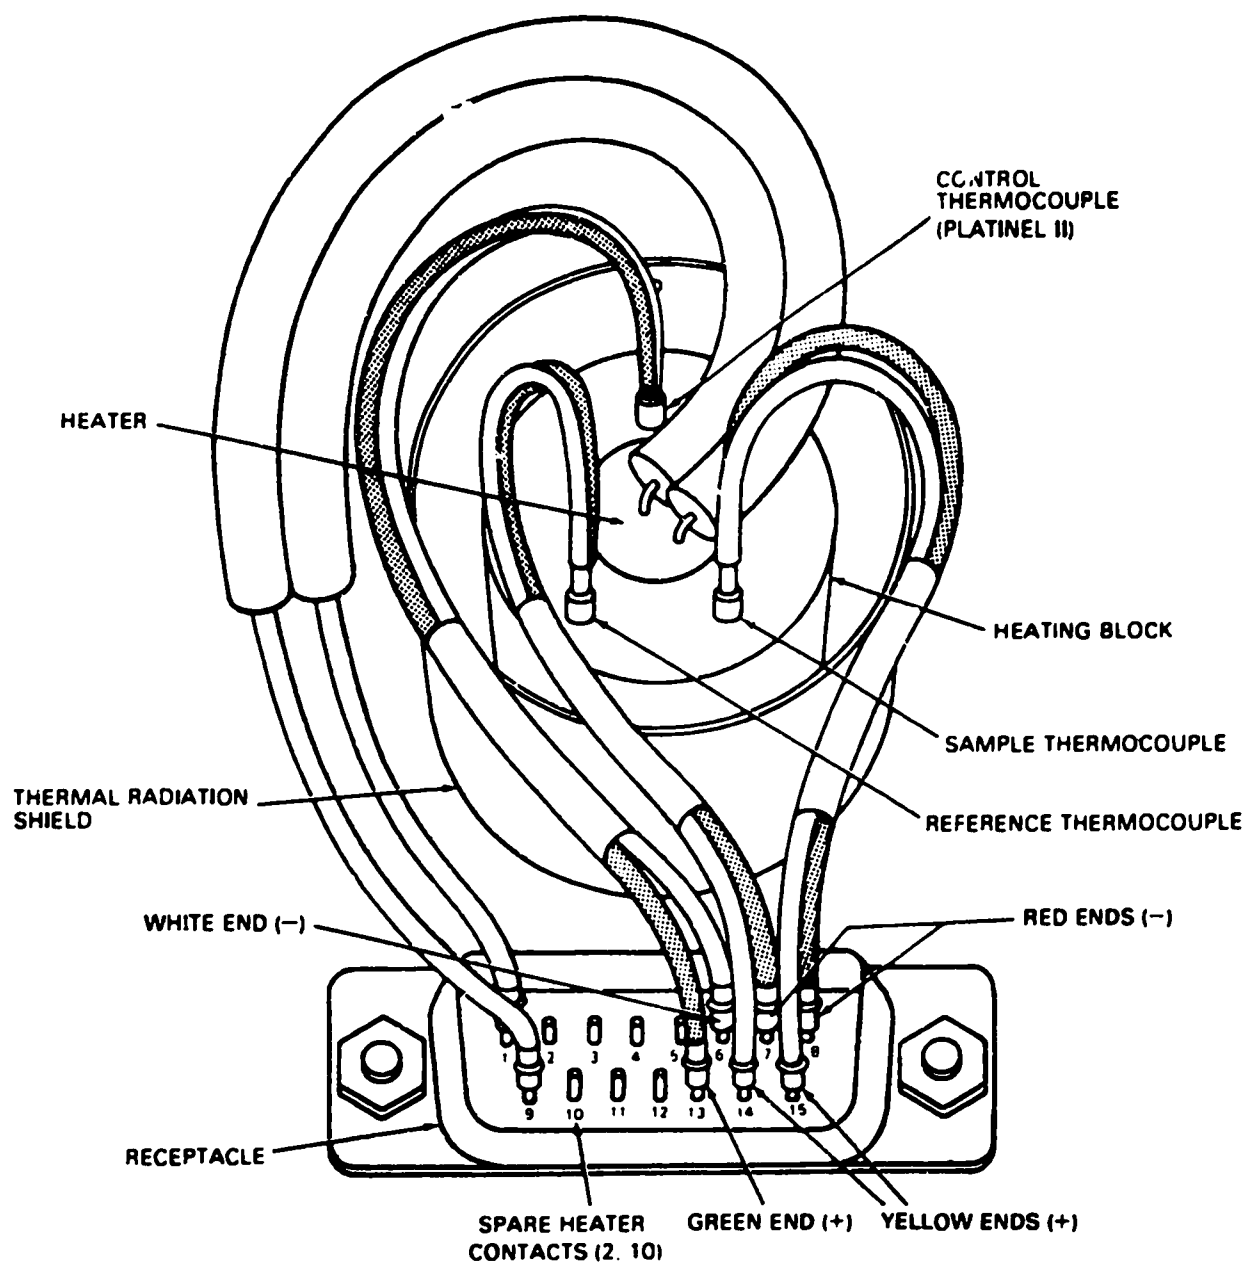 CONTROL
THERMOCOUPLE
(PLATINEL II)
HEATER
HEATING BLOCK
SAMPLE THERMOCOUPLE
THERMAL RADIATION
SHIELD
REFERENCE THERMOCOUPLE
WHITE END (−)
RED ENDS (−)
1 2 3 4 5 6 7 8
9 10 11 12 13 14 15
RECEPTACLE
SPARE HEATER
CONTACTS (2. 10)
GREEN END (+)
YELLOW ENDS (+)